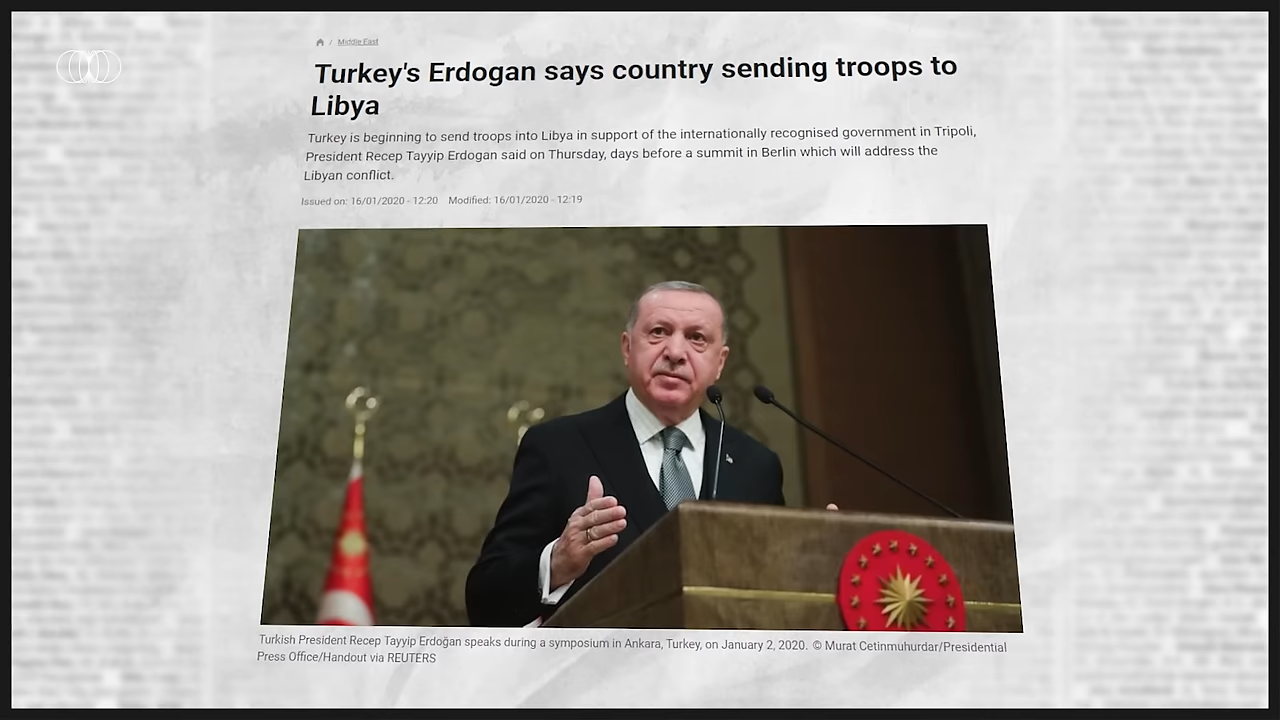 / Middle East
Turkey's Erdogan says country sending troops to
Libya
Turkey is beginning to send troops into Libya in support of the internationally recognised government in Tripoli,
President Recep Tayyip Erdogan said on Thursday, days before a summit in Berlin which will address the
Libyan conflict.
Issued on: 16/01/2020 - 12:20 Modified: 16/01/2020 - 12:19
Turkish President Recep Tayyip Erdoğan speaks during a symposium in Ankara, Turkey, on January 2, 2020. © Murat Cetinmuhurdar/Presidential
Press Office/Handout via REUTERS